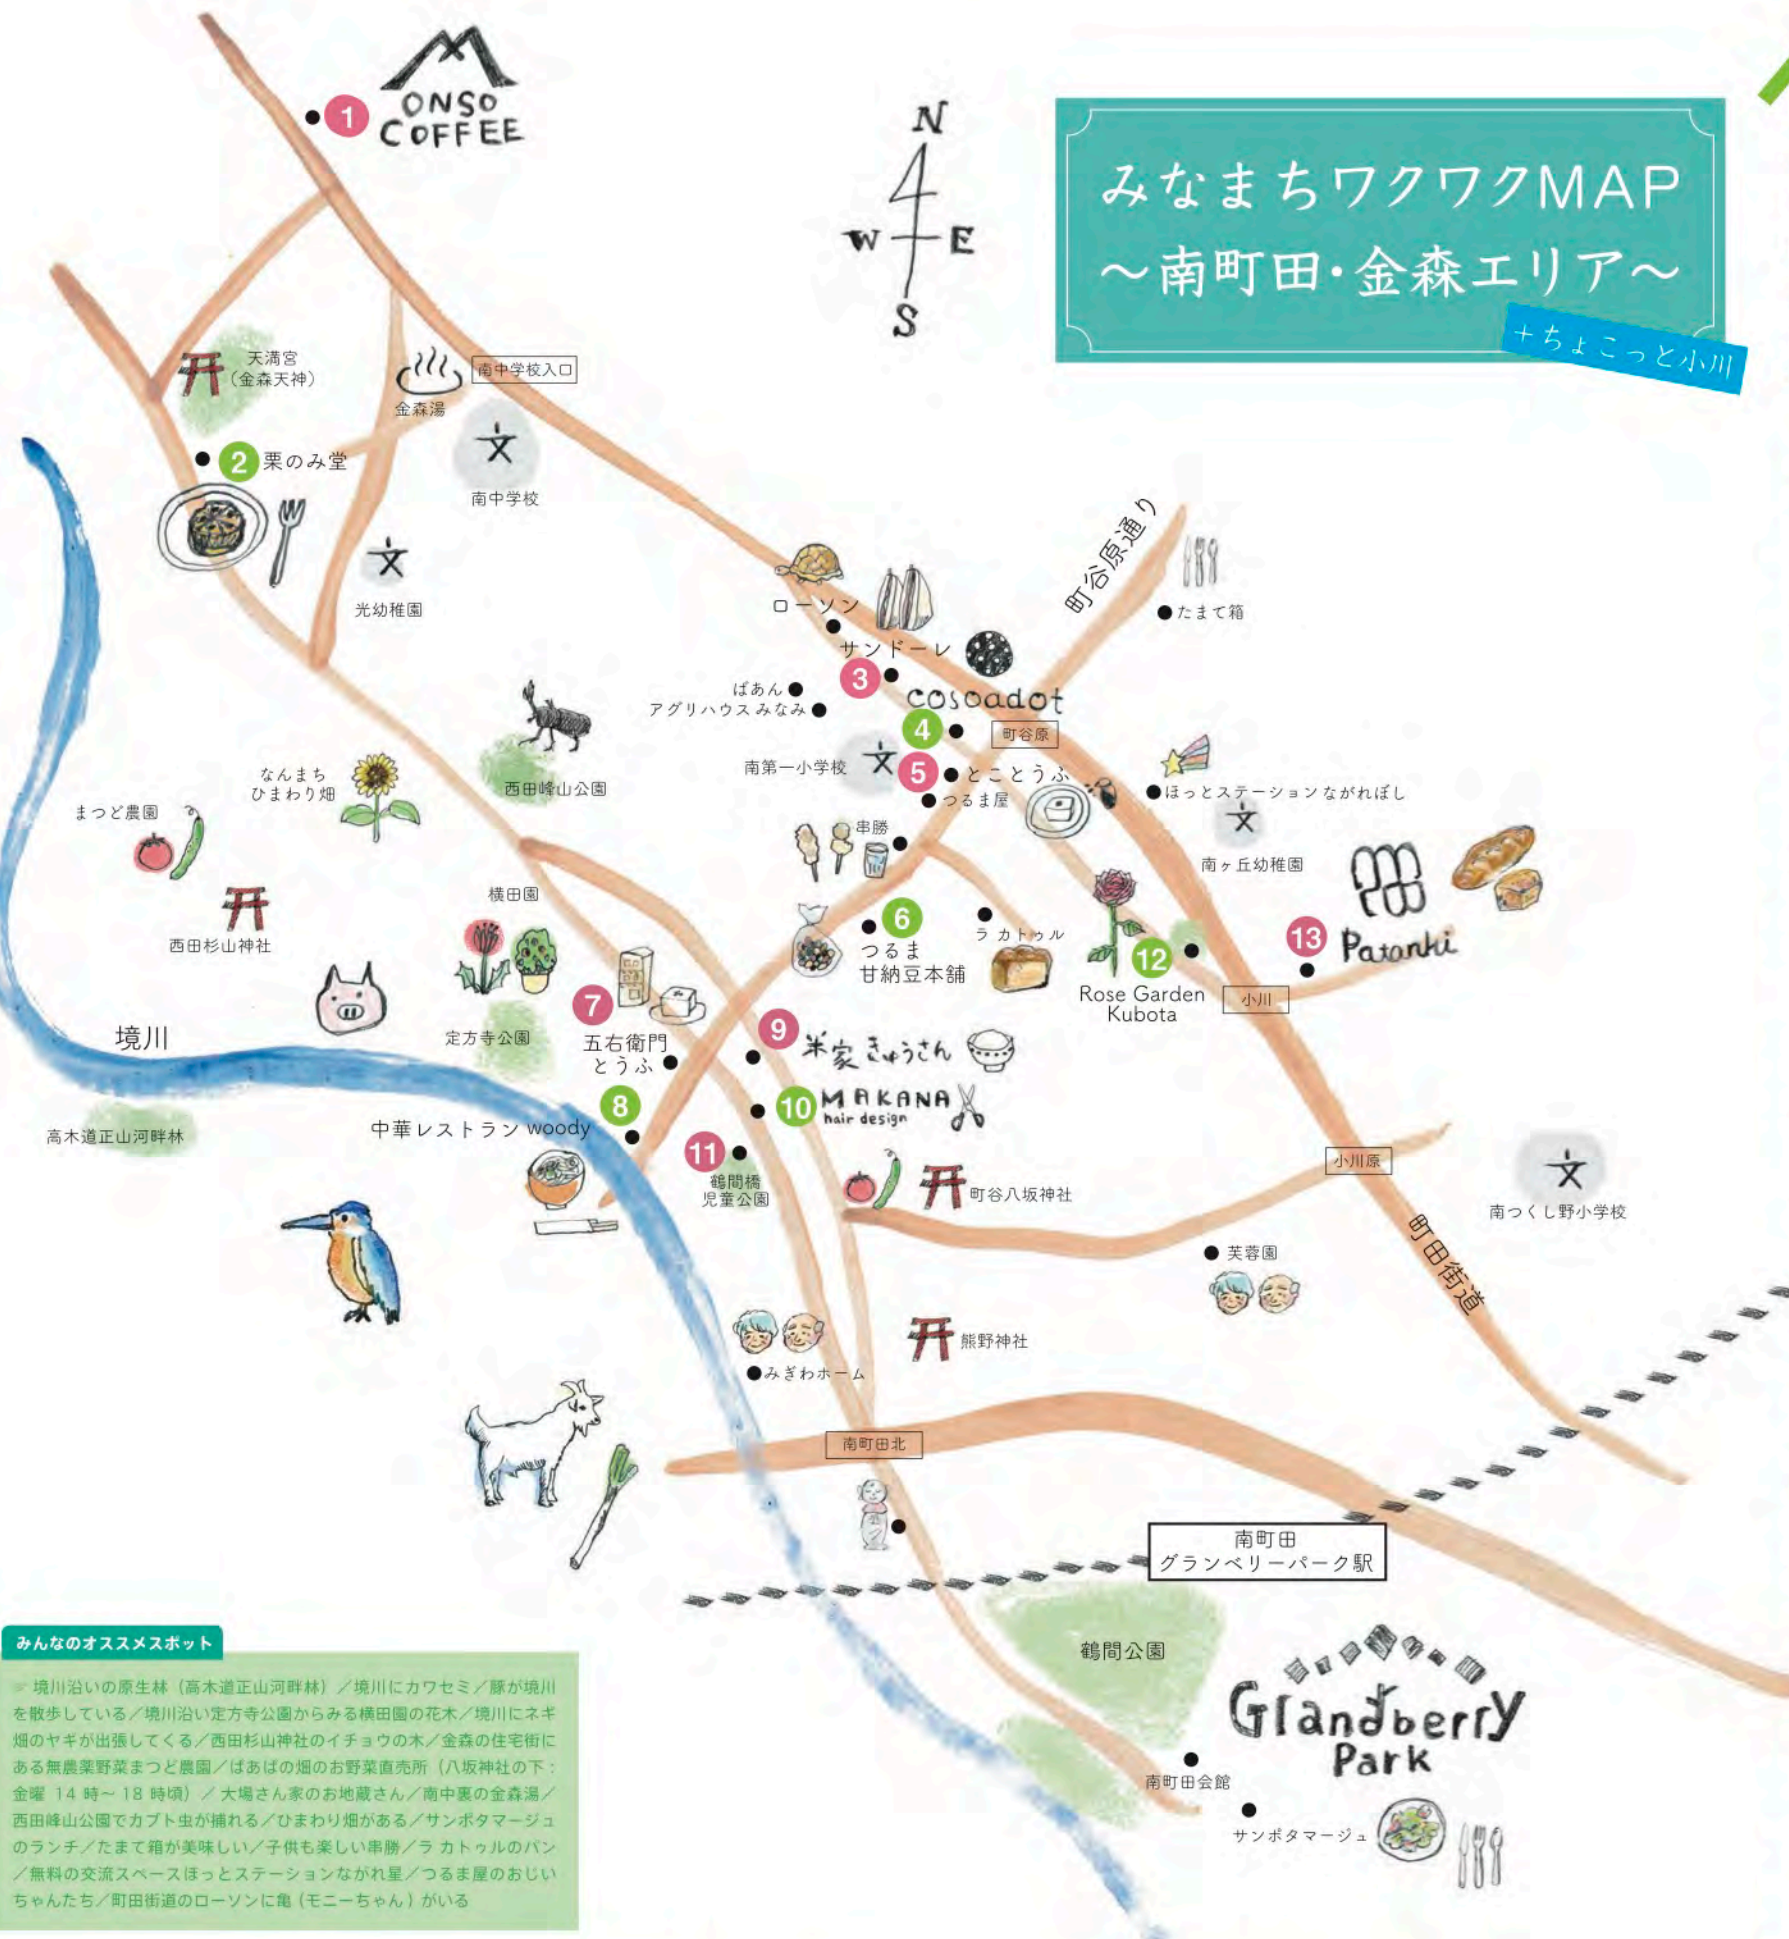 みなまちワクワクMAP
～南町田・金森エリア～
＋ちょこっと小川
N
W
E
S
1
ONSO
COFFEE
天満宮
（金森天神）
金森湯
南中学校入口
文
南中学校
2
栗のみ堂
文
光幼稚園
町谷原通り
たまて箱
ローソン
サンドーレ
3
cosoadot
ばあん
アグリハウス みなみ
4
町谷原
南第一小学校
文
5
とことうふ
つるま屋
ほっとステーション ながれぼし
文
南ヶ丘幼稚園
西田峰山公園
なんまち
ひまわり畑
まつど農園
西田杉山神社
横田園
串勝
6
つるま
甘納豆本舗
ラ カトゥル
12
Rose Garden
Kubota
13
Patanki
小川
境川
定方寺公園
7
五右衛門
とうふ
9
米家 きゅうさん
10
MAKANA
hair design
8
中華レストラン woody
11
鶴間橋
児童公園
高木道正山河畔林
町谷八坂神社
小川原
文
南つくし野小学校
町田街道
芙蓉園
熊野神社
みぎわホーム
南町田北
南町田
グランベリーパーク駅
鶴間公園
Grandberry
Park
南町田会館
サンポタマージュ
みんなのオススメスポット
☞ 境川沿いの原生林（高木道正山河畔林）／境川にカワセミ／豚が境川
を散歩している／境川沿い定方寺公園からみる横田園の花木／境川にネギ
畑のヤギが出張してくる／西田杉山神社のイチョウの木／金森の住宅街に
ある無農薬野菜まつど農園／ばあばの畑のお野菜直売所（八坂神社の下：
金曜 14 時～ 18 時頃）／大場さん家のお地蔵さん／南中裏の金森湯／
西田峰山公園でカブト虫が捕れる／ひまわり畑がある／サンポタマージュ
のランチ／たまて箱が美味しい／子供も楽しい串勝／ラ カトゥルのパン
／無料の交流スペースほっとステーションながれ星／つるま屋のおじい
ちゃんたち／町田街道のローソンに亀（モニーちゃん）がいる